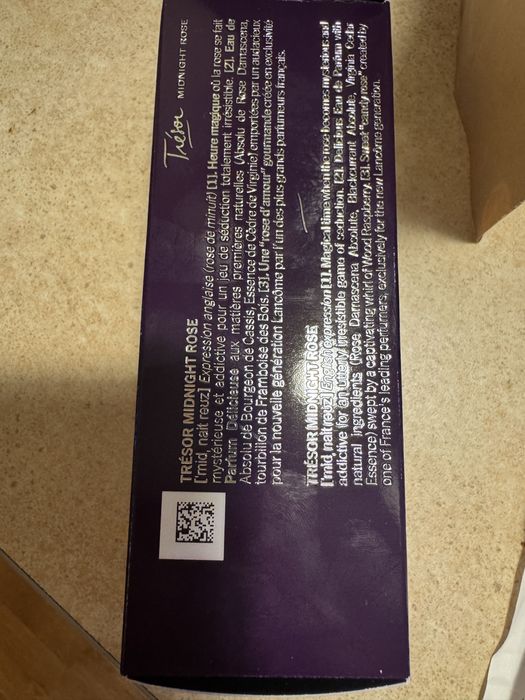 Trésor MIDNIGHT ROSE
TRÉSOR MIDNIGHT ROSE
['mid,naıt rəuz] Expression anglaise (rose de minuit) [1]. Heure magique où la rose se fait
mystérieuse et addictive pour un jeu de séduction totalement irrésistible. [2]. Eau de
Parfum Délicieuse aux matières premières naturelles (Absolu de Rose Damascena,
Absolu de Bourgeon de Cassis, Essence de Cèdre de Virginie) emportées par un audacieux
tourbillon de Framboise des Bois. [3]. Une "rose d'amour" gourmande créée en exclusivité
pour la nouvelle génération Lancôme par l'un des plus grands parfumeurs français.
TRÉSOR MIDNIGHT ROSE
['mid,naıt rəuz] English expression [1]. Magical time when the rose becomes mysterious and
addictive for an utterly irresistible game of seduction. [2]. Delicious Eau de Parfum with
natural ingredients (Rose Damascena Absolute, Blackcurrant Absolute, Virginia Cedar
Essence) swept by a captivating whirl of Wood Raspberry. [3]. Sweet "candy rose" created by
one of France's leading perfumers, exclusively for the new Lancôme generation.